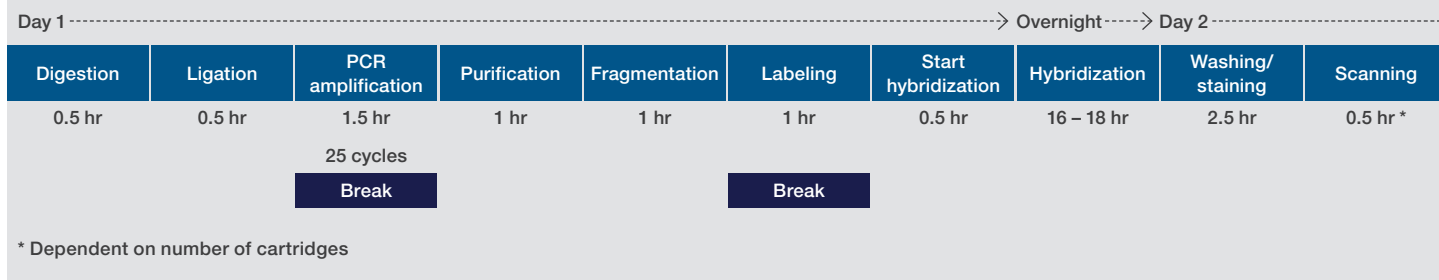 Day 1 Overnight Day 2
Digestion Ligation PCR amplification Purification Fragmentation Labeling Start hybridization Hybridization Washing/ staining Scanning
0.5 hr 0.5 hr 1.5 hr 1 hr 1 hr 1 hr 0.5 hr 16 – 18 hr 2.5 hr 0.5 hr *
25 cycles
Break Break
* Dependent on number of cartridges